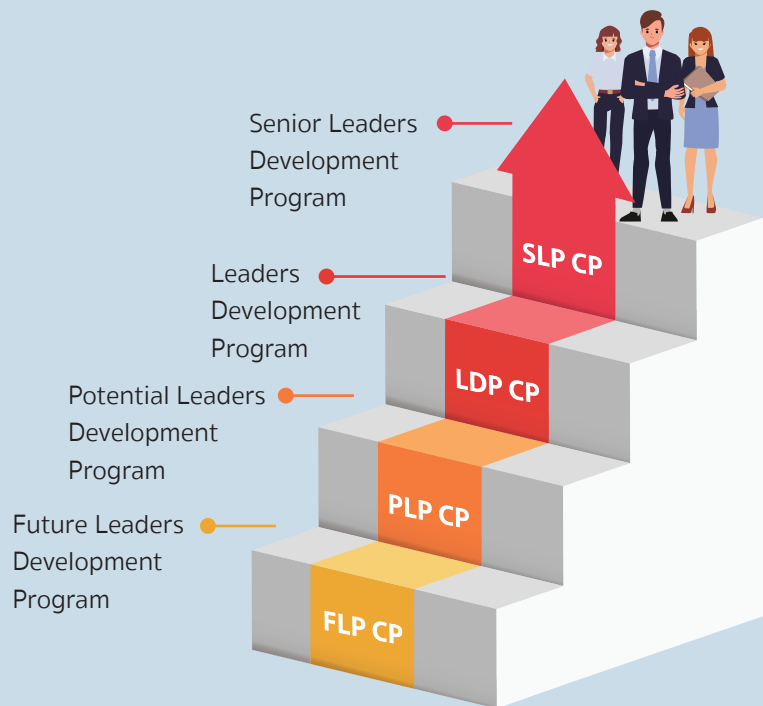 Senior Leaders
Development
Program
SLP CP
Leaders
Development
Program
LDP CP
Potential Leaders
Development
Program
PLP CP
Future Leaders
Development
Program
FLP CP